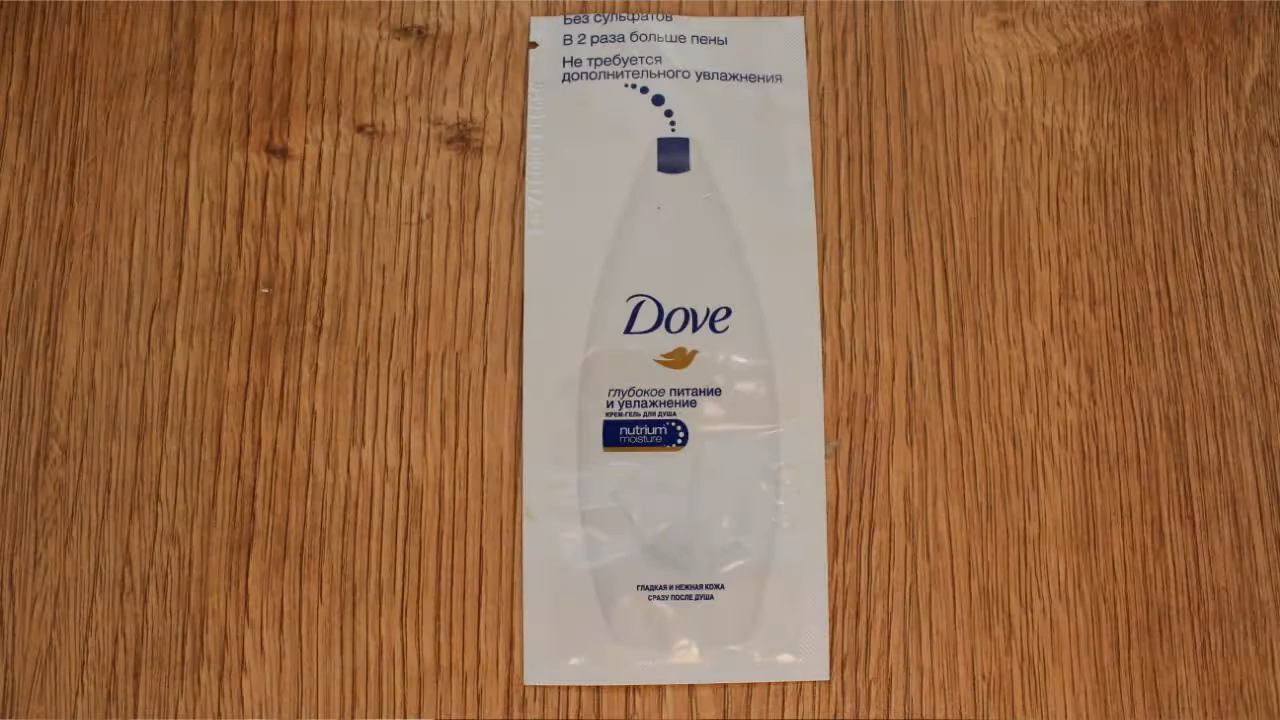 Без сульфатов
В 2 раза больше пены
Не требуется
дополнительного увлажнения
Dove
глубокое питание
и увлажнение
КРЕМ-ГЕЛЬ ДЛЯ ДУША
nutrium
moisture
ГЛАДКАЯ И НЕЖНАЯ КОЖА
СРАЗУ ПОСЛЕ ДУША